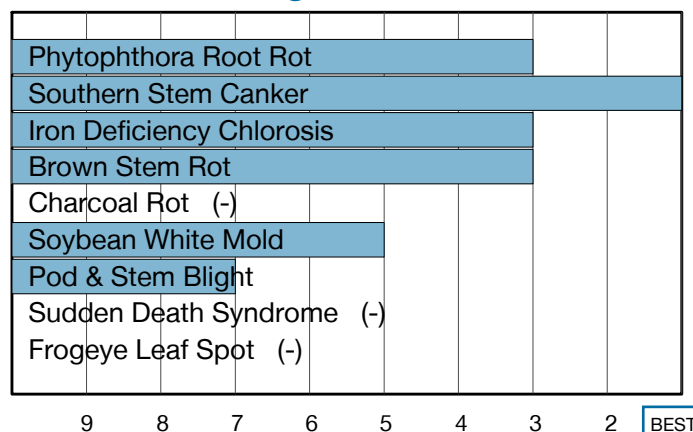 Phytophthora Root Rot
Southern Stem Canker
Iron Deficiency Chlorosis
Brown Stem Rot
Charcoal Rot (-)
Soybean White Mold
Pod & Stem Blight
Sudden Death Syndrome (-)
Frogeye Leaf Spot (-)
9 8 7 6 5 4 3 2 BEST